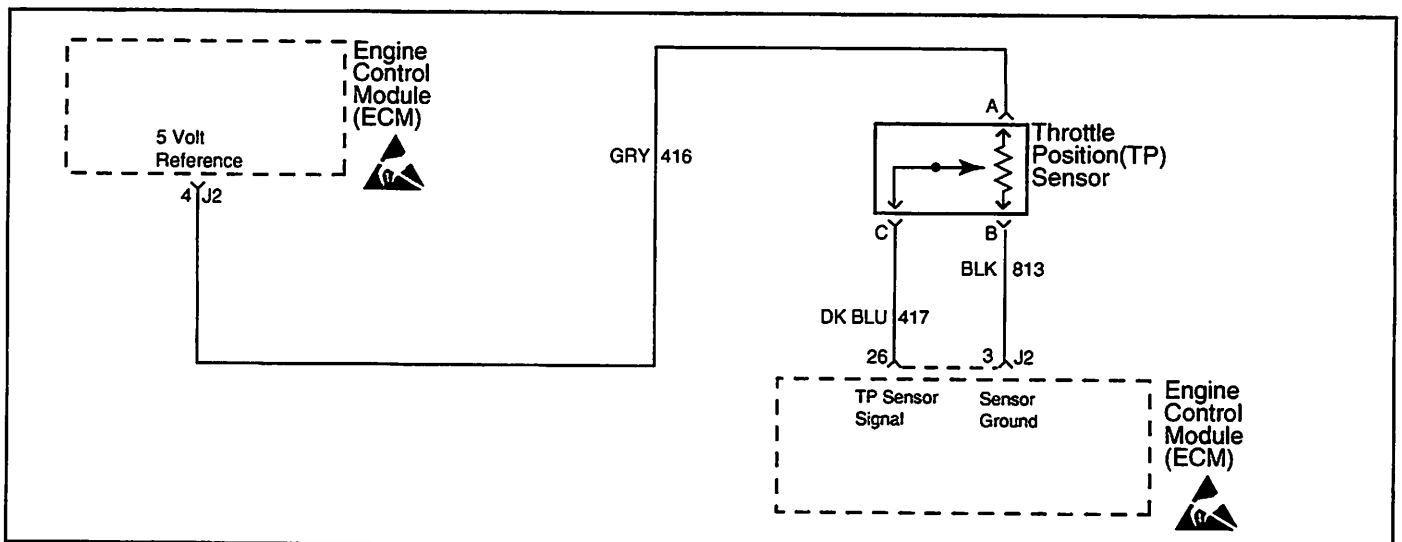 Engine
Control
Module
(ECM)
5 Volt
Reference
4 J2
GRY 416
A
Throttle
Position(TP)
Sensor
C
B
BLK 813
DK BLU 417
26
3 J2
TP Sensor
Signal
Sensor
Ground
Engine
Control
Module
(ECM)